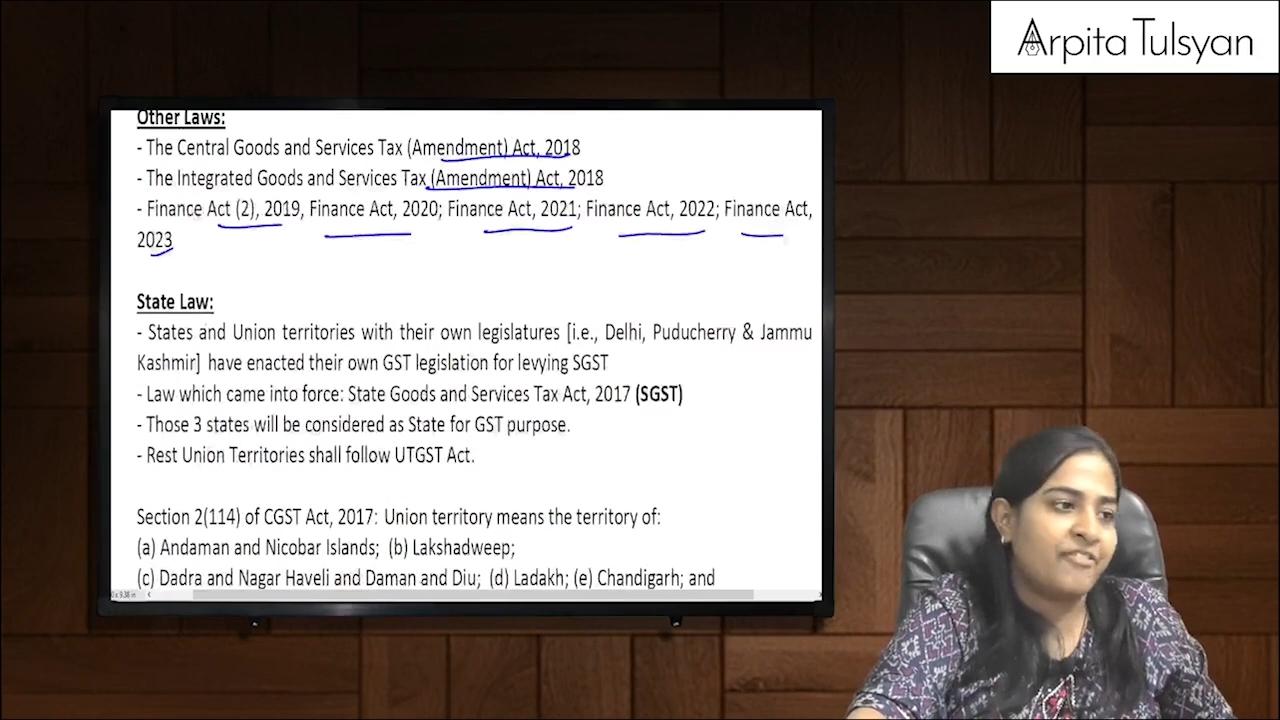 Arpita Tulsyan
Other Laws:
- The Central Goods and Services Tax (Amendment) Act, 2018
- The Integrated Goods and Services Tax (Amendment) Act, 2018
- Finance Act (2), 2019, Finance Act, 2020; Finance Act, 2021; Finance Act, 2022; Finance Act,
2023
State Law:
- States and Union territories with their own legislatures [i.e., Delhi, Puducherry & Jammu
Kashmir] have enacted their own GST legislation for levying SGST
- Law which came into force: State Goods and Services Tax Act, 2017 (SGST)
- Those 3 states will be considered as State for GST purpose.
- Rest Union Territories shall follow UTGST Act.
Section 2(114) of CGST Act, 2017: Union territory means the territory of:
(a) Andaman and Nicobar Islands; (b) Lakshadweep;
(c) Dadra and Nagar Haveli and Daman and Diu; (d) Ladakh; (e) Chandigarh; and